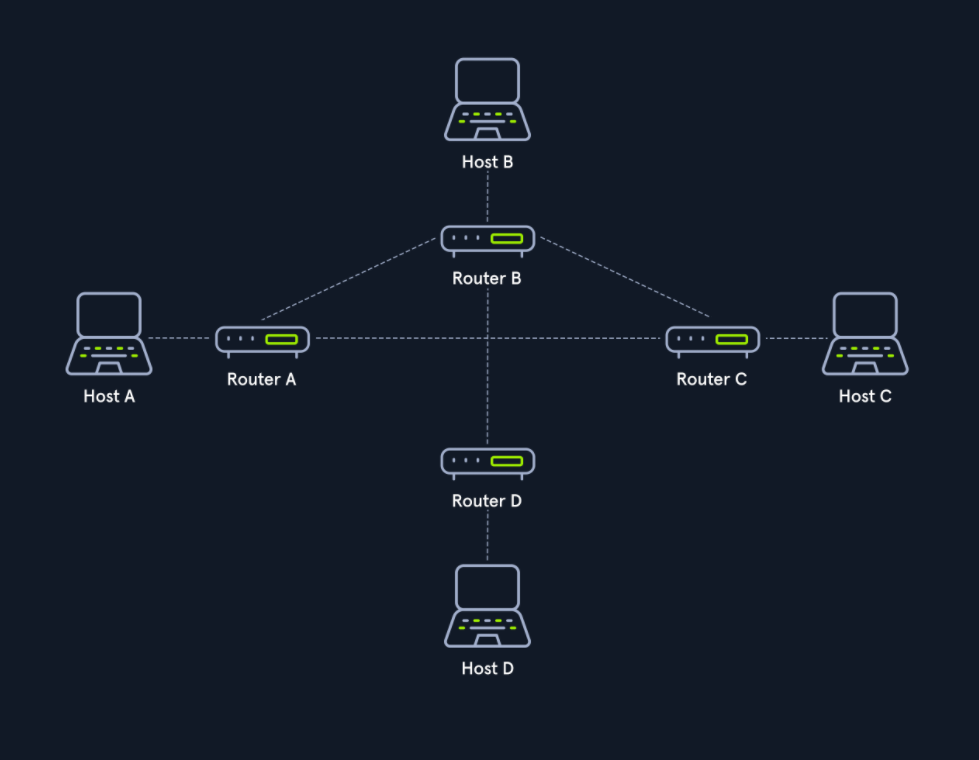 Host B
Router B
Host A
Router A
Router C
Host C
Router D
Host D